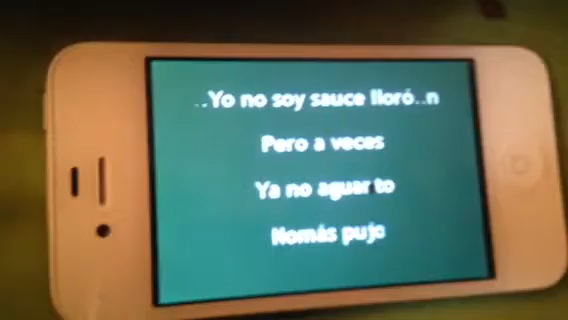 ..Yo no soy sauce lloró..n
Pero a veces
Ya no aguanto
Nomás pujo